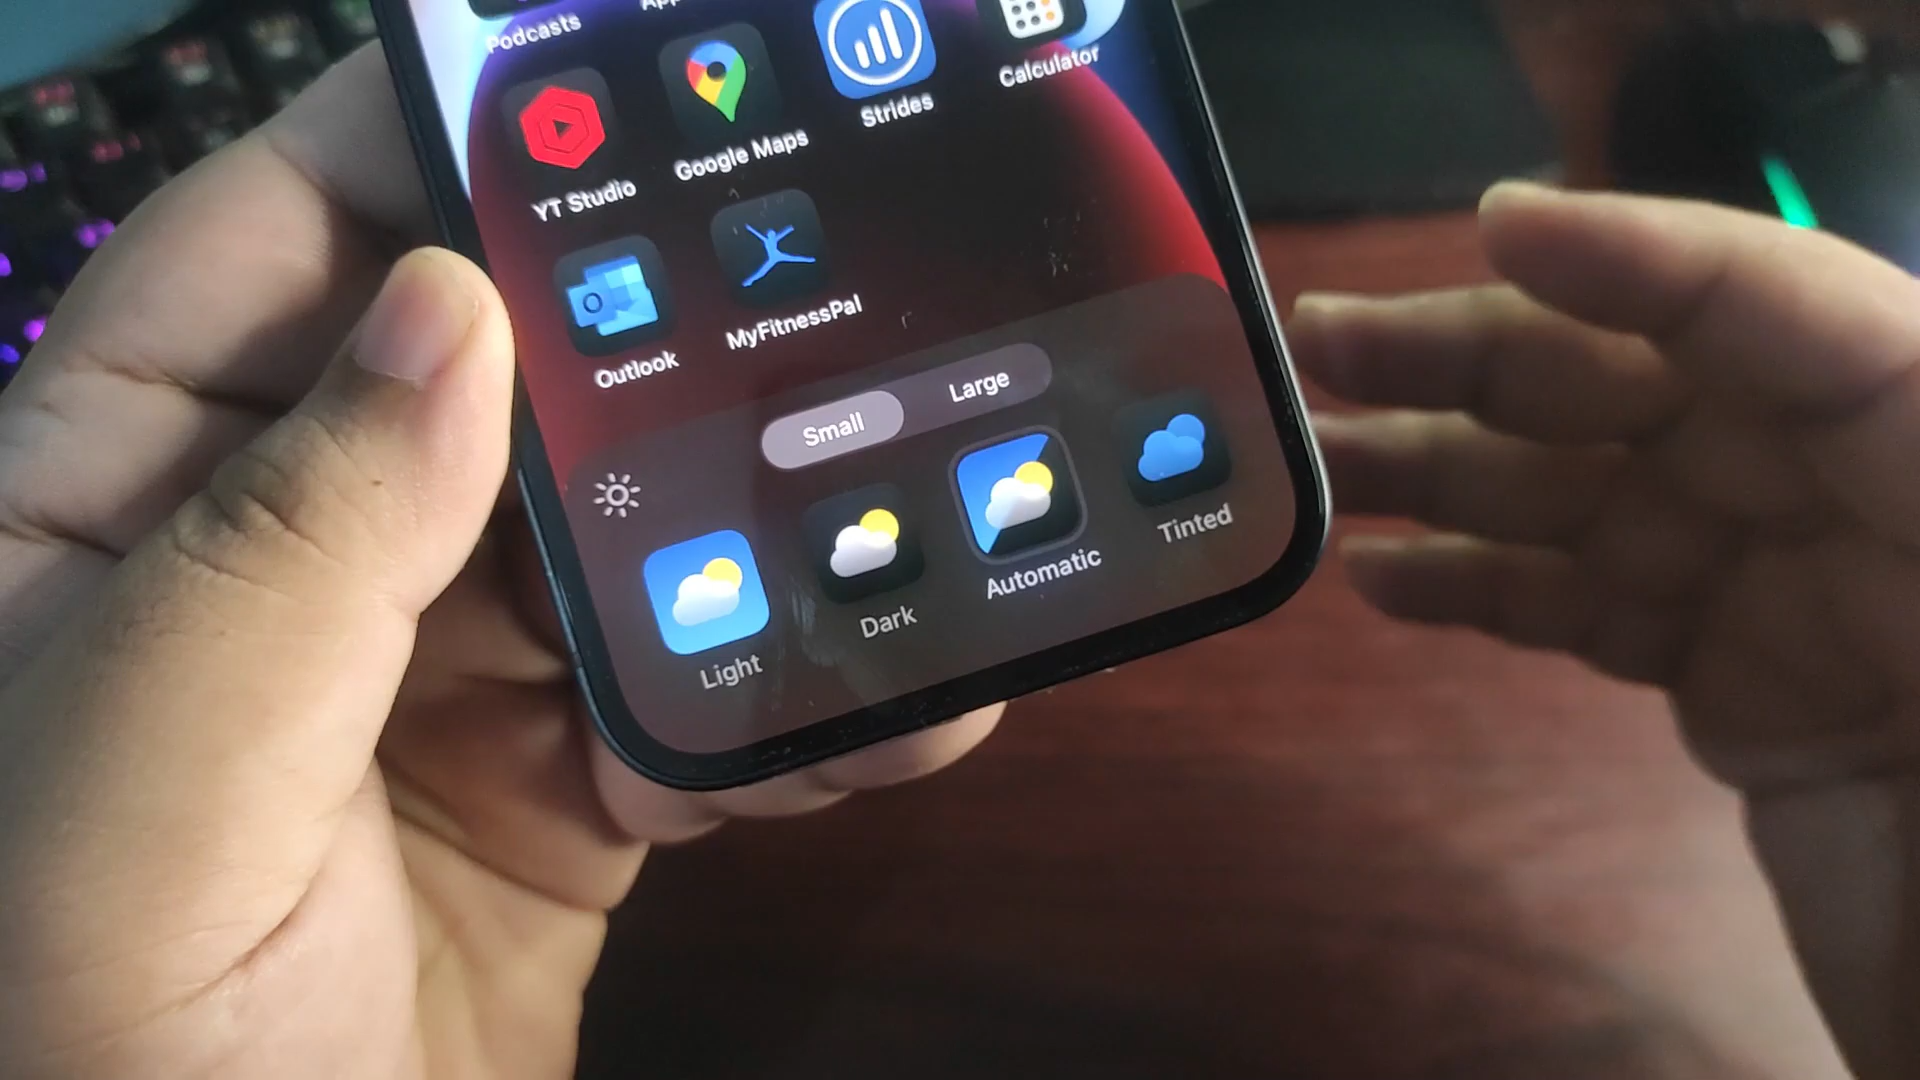 Podcasts
YT Studio
Google Maps
Strides
Calculator
Outlook
MyFitnessPal
Small
Large
Light
Dark
Automatic
Tinted